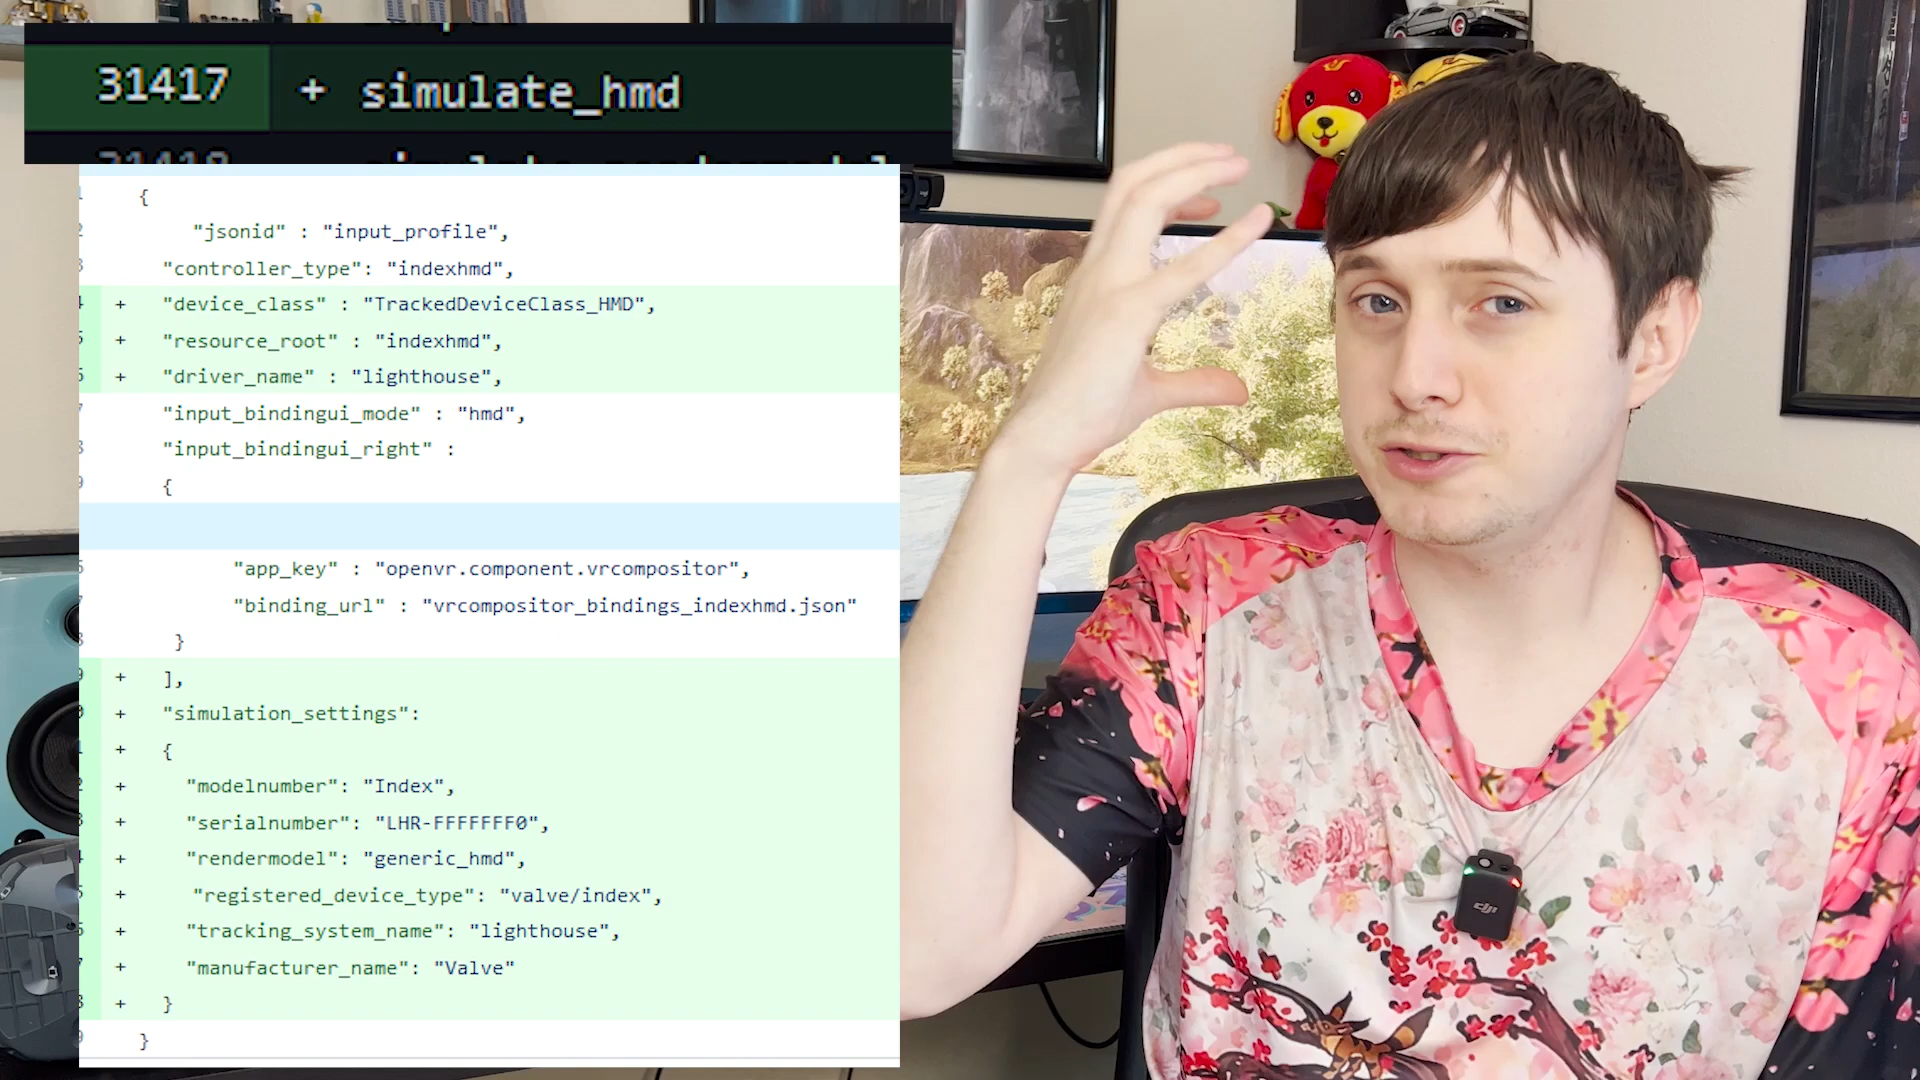 31417 + simulate_hmd
{
"jsonid" : "input_profile",
"controller_type": "indexhmd",
+ "device_class" : "TrackedDeviceClass_HMD",
+ "resource_root" : "indexhmd",
+ "driver_name" : "lighthouse",
"input_bindingui_mode" : "hmd",
"input_bindingui_right" :
{
"app_key" : "openvr.component.vrcompositor",
"binding_url" : "vrcompositor_bindings_indexhmd.json"
}
+ ],
+ "simulation_settings":
+ {
+ "modelnumber": "Index",
+ "serialnumber": "LHR-FFFFFFF0",
+ "rendermodel": "generic_hmd",
+ "registered_device_type": "valve/index",
+ "tracking_system_name": "lighthouse",
+ "manufacturer_name": "Valve"
+ }
}
dji